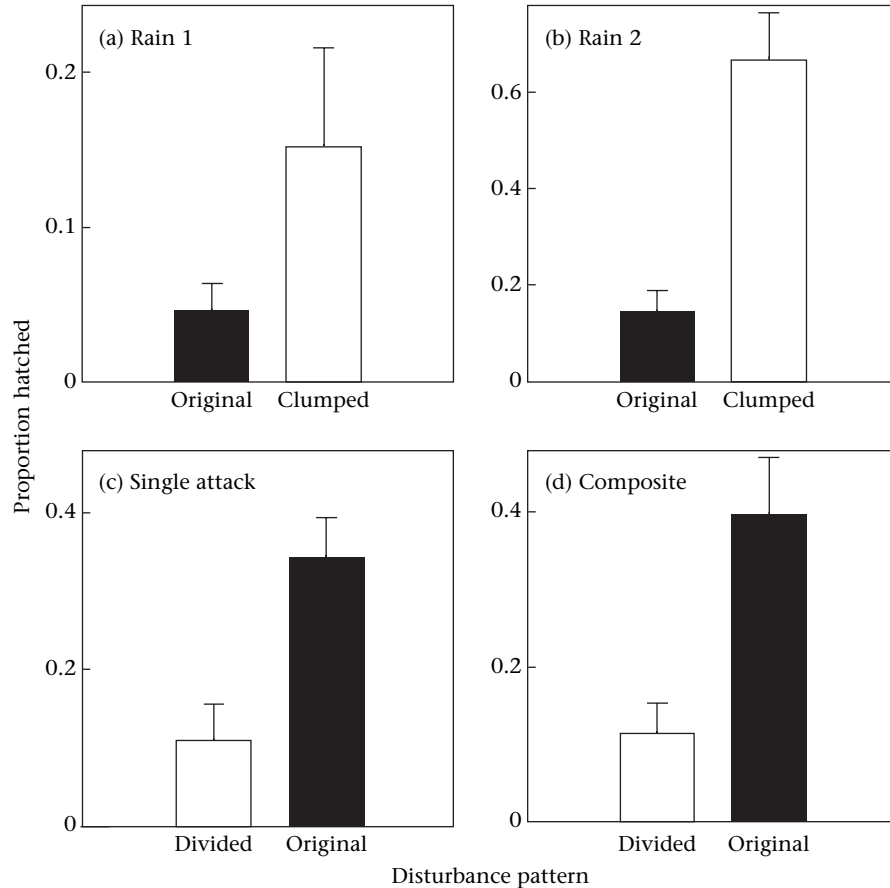 (a) Rain 1
0.2
0.1
0
Original Clumped
(b) Rain 2
0.6
0.4
0.2
0
Original Clumped
Proportion hatched
(c) Single attack
0.4
0.2
0
Divided Original
(d) Composite
0.4
0.2
0
Divided Original
Disturbance pattern